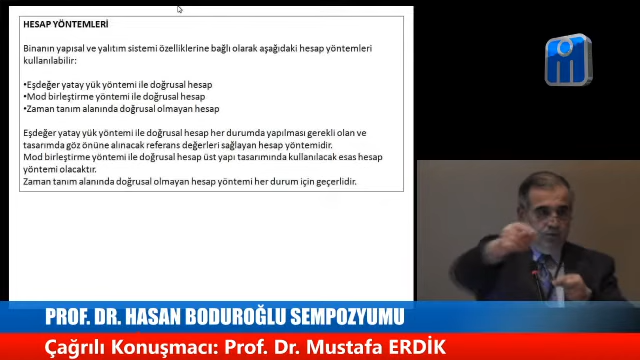 HESAP YÖNTEMLERİ
Binanın yapısal ve yalıtım sistemi özelliklerine bağlı olarak aşağıdaki hesap yöntemleri
kullanılabilir:
•Eşdeğer yatay yük yöntemi ile doğrusal hesap
•Mod birleştirme yöntemi ile doğrusal hesap
•Zaman tanım alanında doğrusal olmayan hesap
Eşdeğer yatay yük yöntemi ile doğrusal hesap her durumda yapılması gerekli olan ve
tasarımda göz önüne alınacak referans değerleri sağlayan hesap yöntemidir.
Mod birleştirme yöntemi ile doğrusal hesap üst yapı tasarımında kullanılacak esas hesap
yöntemi olacaktır.
Zaman tanım alanında doğrusal olmayan hesap yöntemi her durum için geçerlidir.
PROF. DR. HASAN BODUROĞLU SEMPOZYUMU
Çağrılı Konuşmacı: Prof. Dr. Mustafa ERDİK